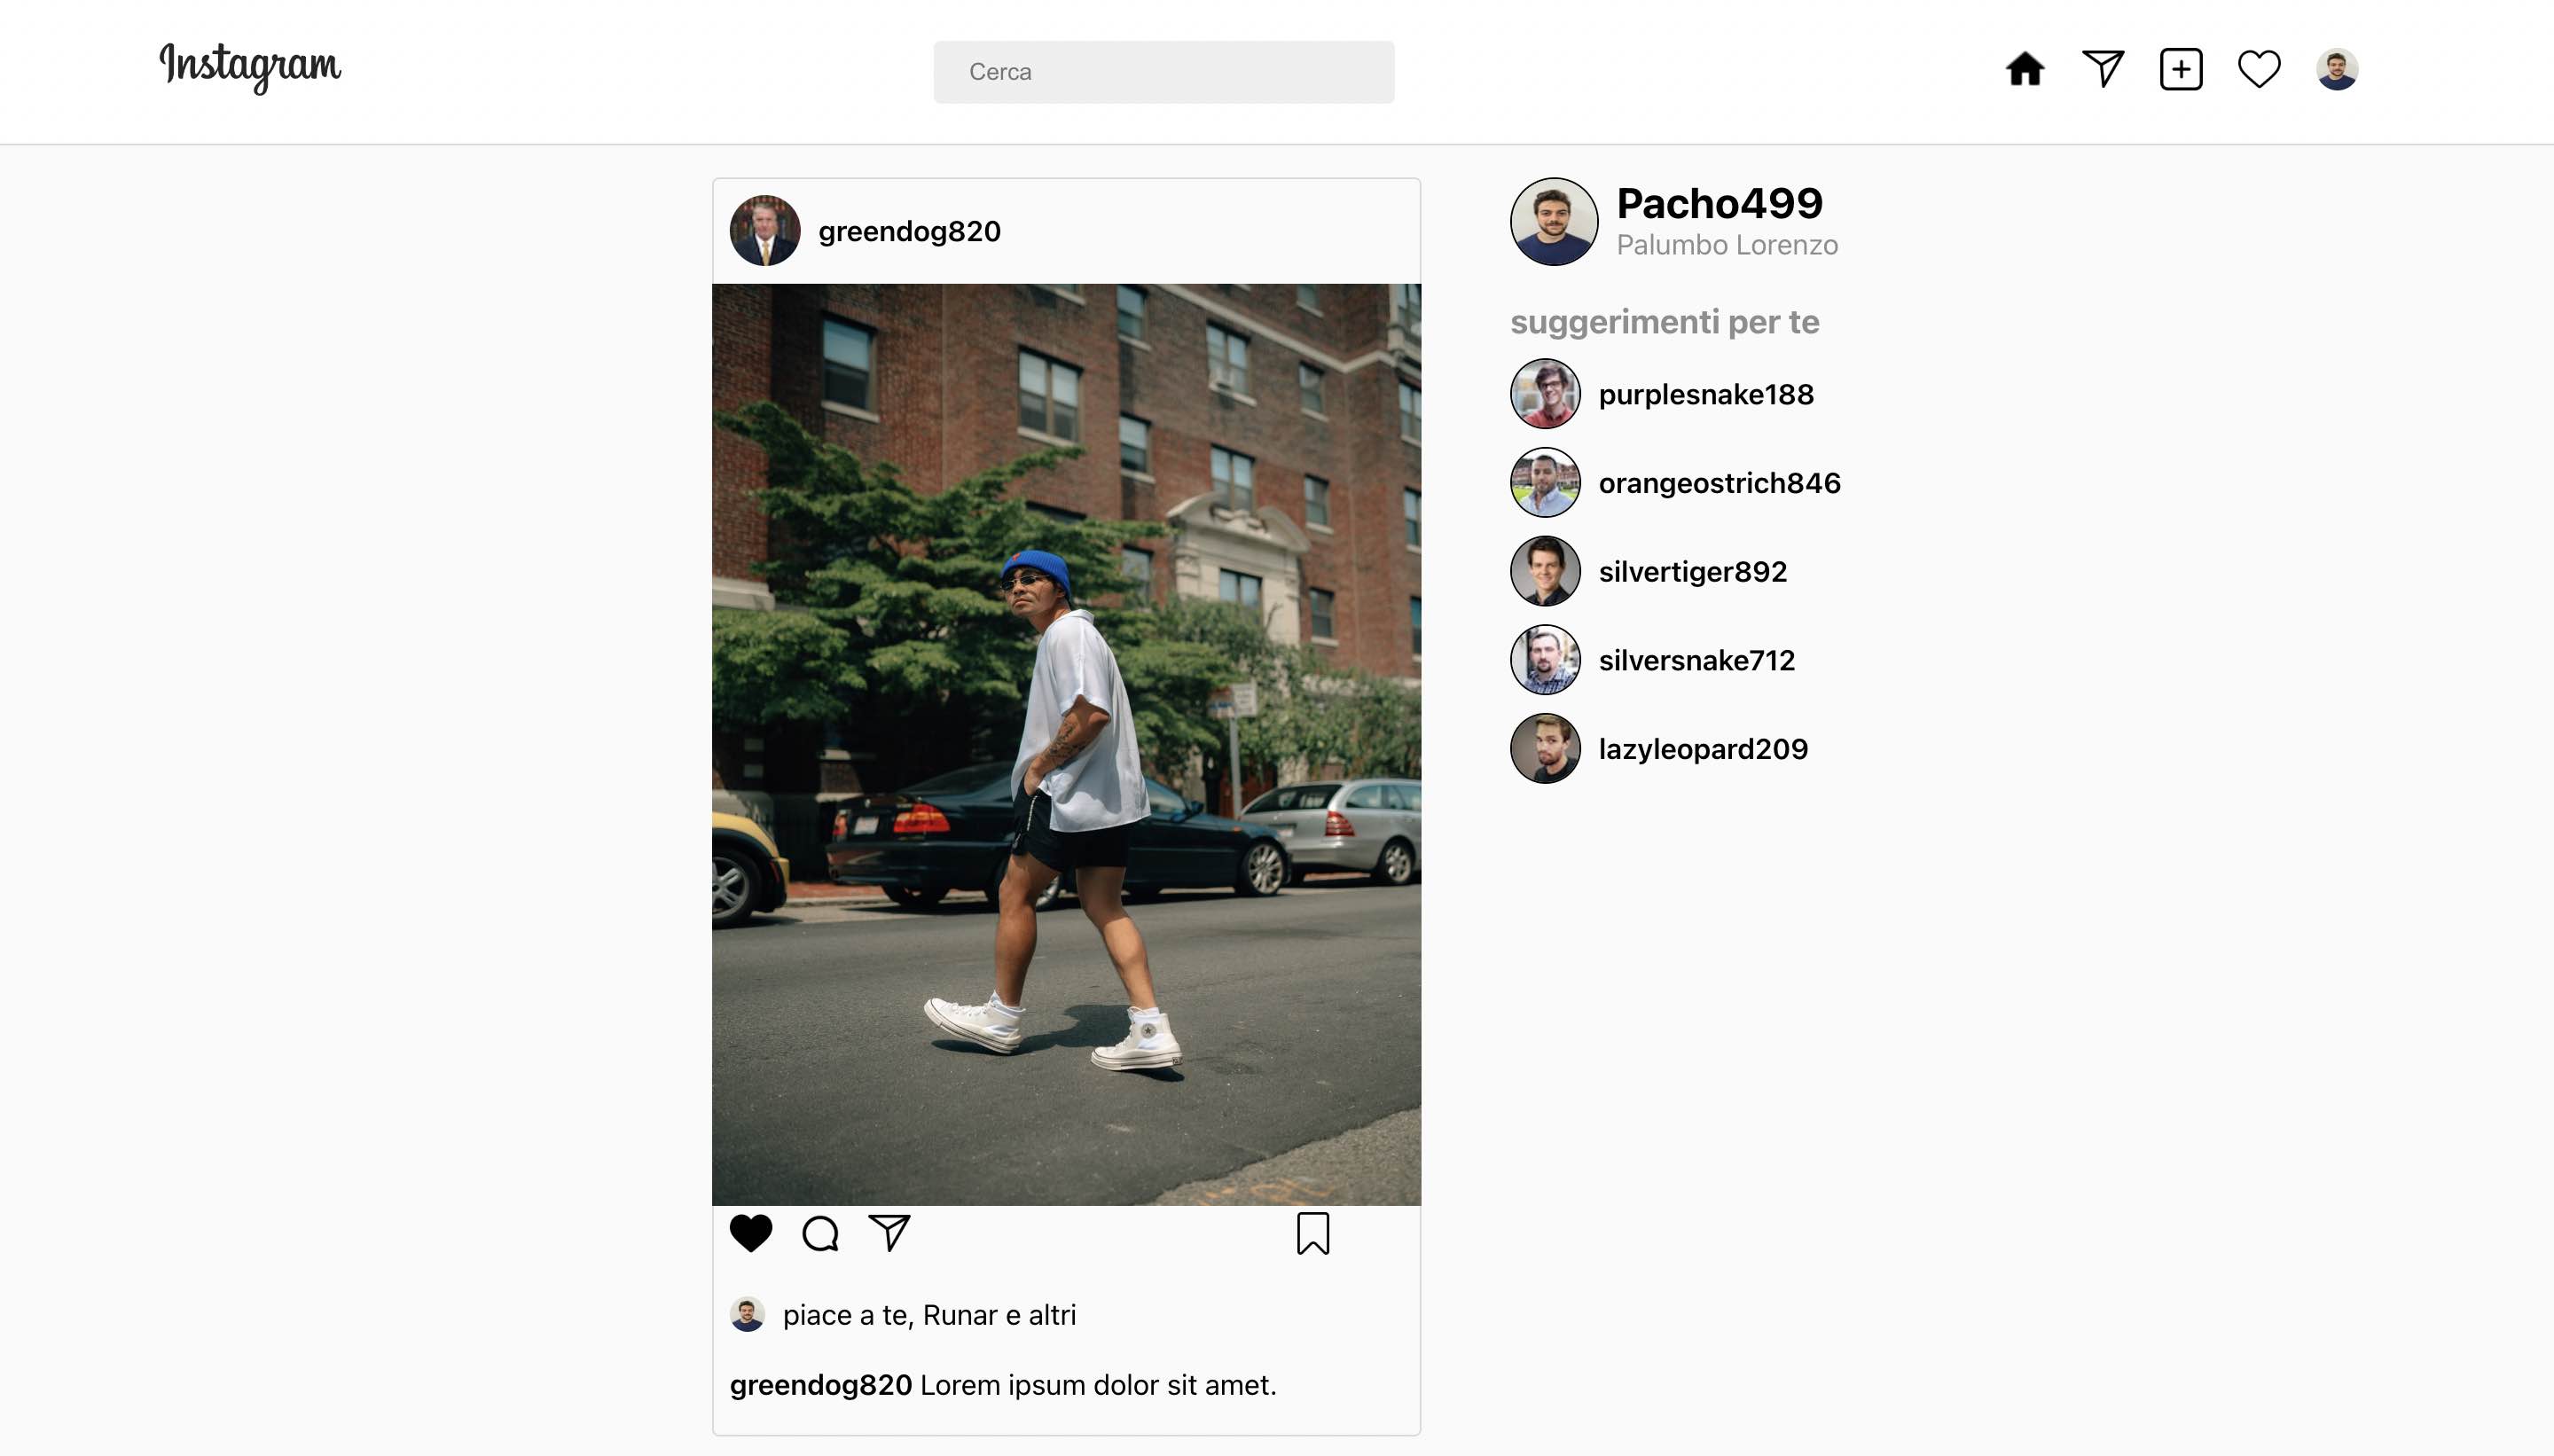 Instagram
Cerca
greendog820
Pacho499
Palumbo Lorenzo
suggerimenti per te
purplesnake188
orangeostrich846
silvertiger892
silversnake712
lazyleopard209
piace a te, Runar e altri
greendog820 Lorem ipsum dolor sit amet.